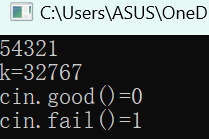 C:\Users\ASUS\OneD
54321
k=32767
cin.good()=0
cin.fail()=1